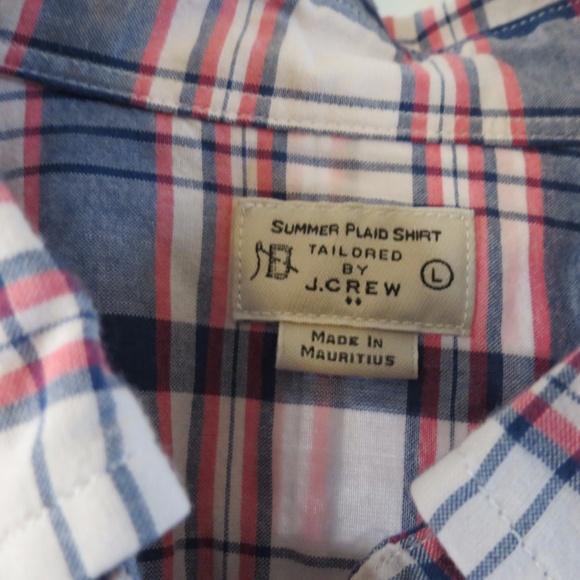 SUMMER PLAID SHIRT
TAILORED
BY
L
J.CREW
MADE IN
MAURITIUS